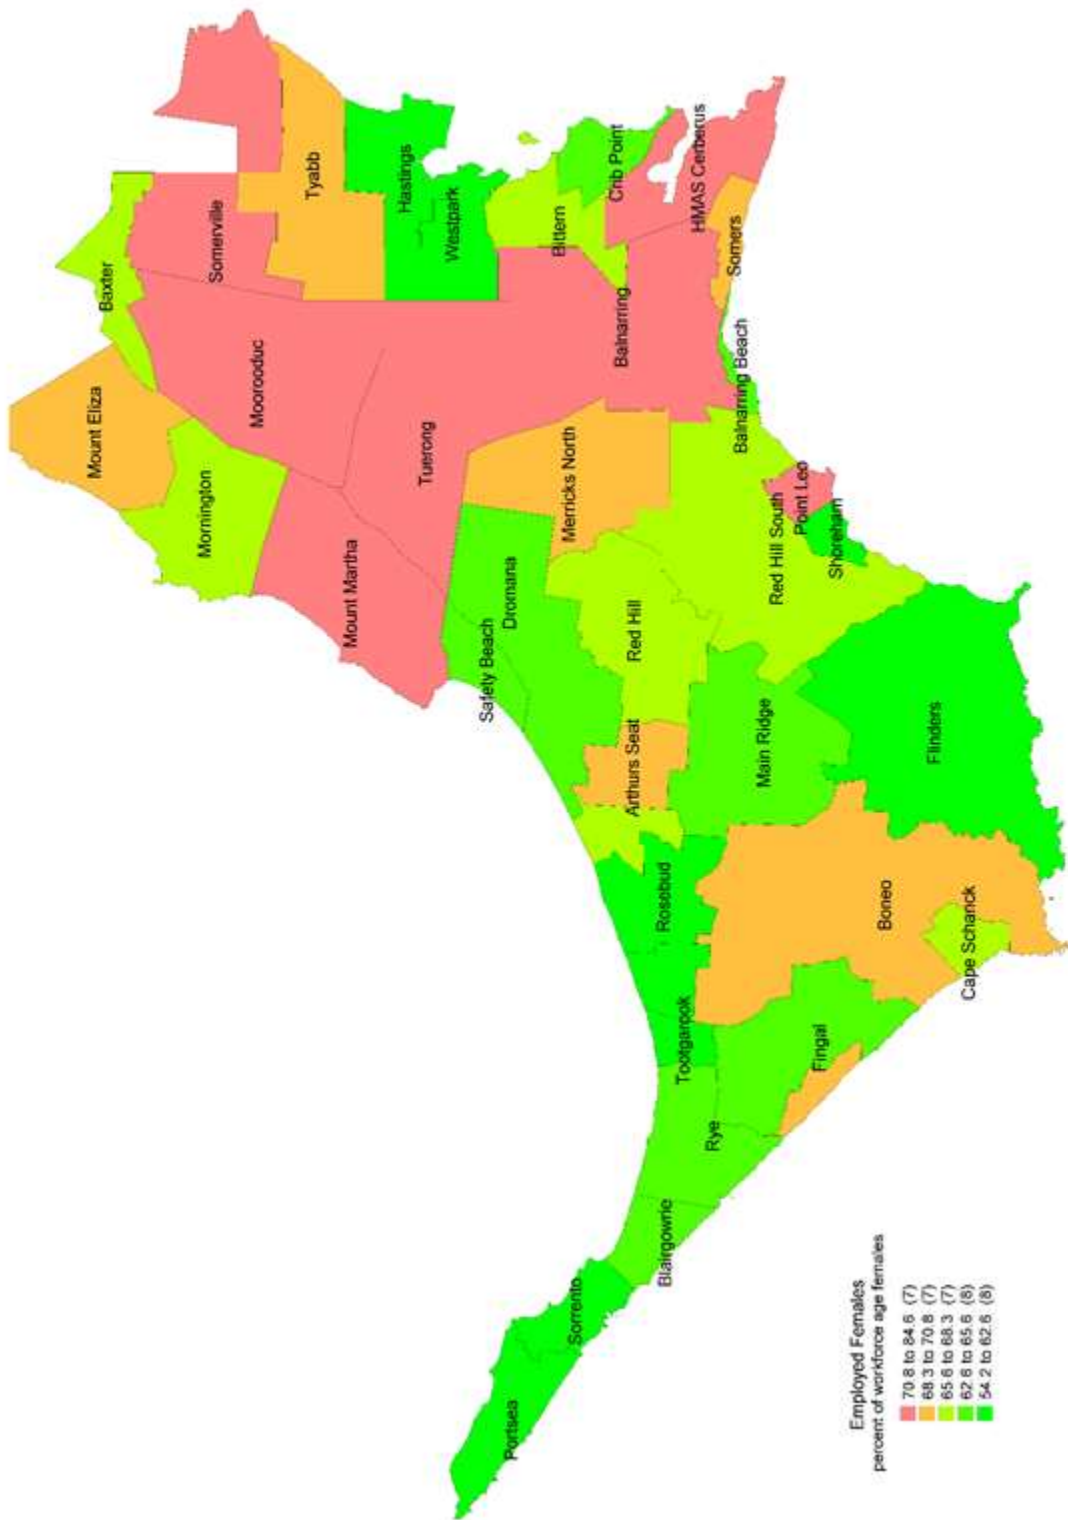 Mount Eliza
Baxter
Mornington
Somerville
Tyabb
Moorooduc
Hastings
Westpark
Mount Martha
Tuerong
Bittern
Crib Point
HMAS Cerberus
Balnarring
Somers
Merricks North
Balnarring Beach
Dromana
Safety Beach
Red Hill
Red Hill South
Point Leo
Shoreham
Arthurs Seat
Main Ridge
Flinders
Rosebud
Boneo
Cape Schanck
Tootgarook
Fingal
Rye
Blairgowrie
Sorrento
Portsea
Employed Females
percent of workforce age females
70.8 to 84.6 (7)
68.3 to 70.8 (7)
65.6 to 68.3 (7)
62.6 to 65.6 (8)
54.2 to 62.6 (8)